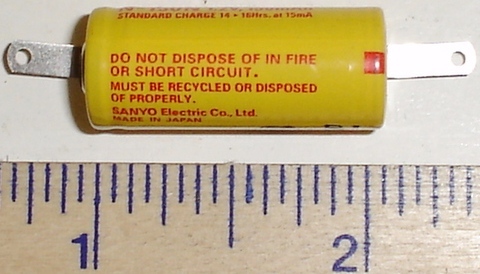 STANDARD CHARGE 14 • 16Hrs. at 15mA
DO NOT DISPOSE OF IN FIRE
OR SHORT CIRCUIT.
MUST BE RECYCLED OR DISPOSED
OF PROPERLY.
SANYO Electric Co., Ltd.
MADE IN JAPAN
1 2